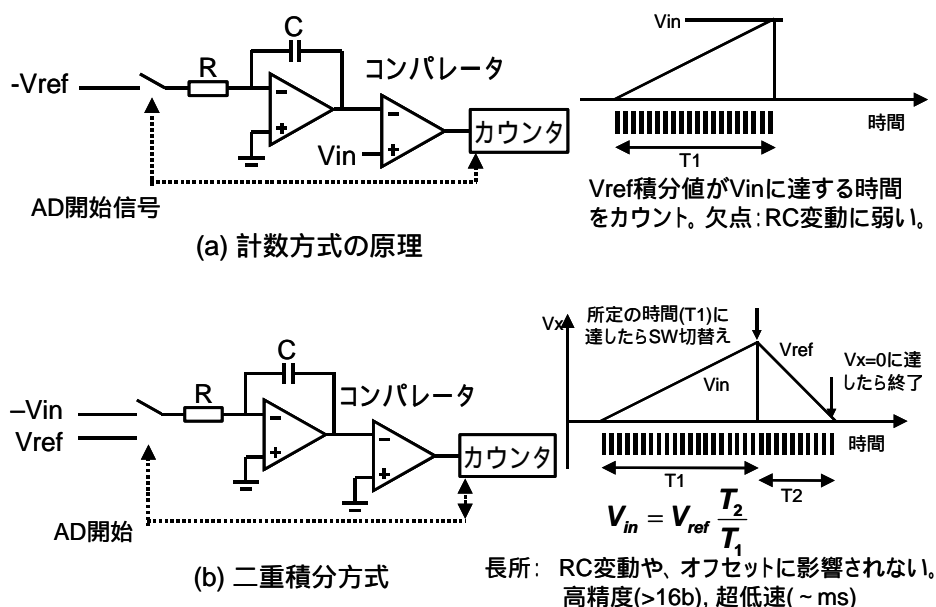 C
R
-Vref
コンパレータ
−
+
−
+
Vin
カウンタ
AD開始信号
(a) 計数方式の原理
Vin
時間
T1
Vref積分値がVinに達する時間
をカウント。欠点：RC変動に弱い。
C
R
–Vin
Vref
コンパレータ
−
+
−
+
カウンタ
AD開始
(b) 二重積分方式
所定の時間(T1)に
達したらSW切替え
Vx
Vref
Vin
Vx=0に達
したら終了
時間
T1
T2
Vin = Vref T2/T1
長所： RC変動や、オフセットに影響されない。
高精度(>16b), 超低速(~ms)